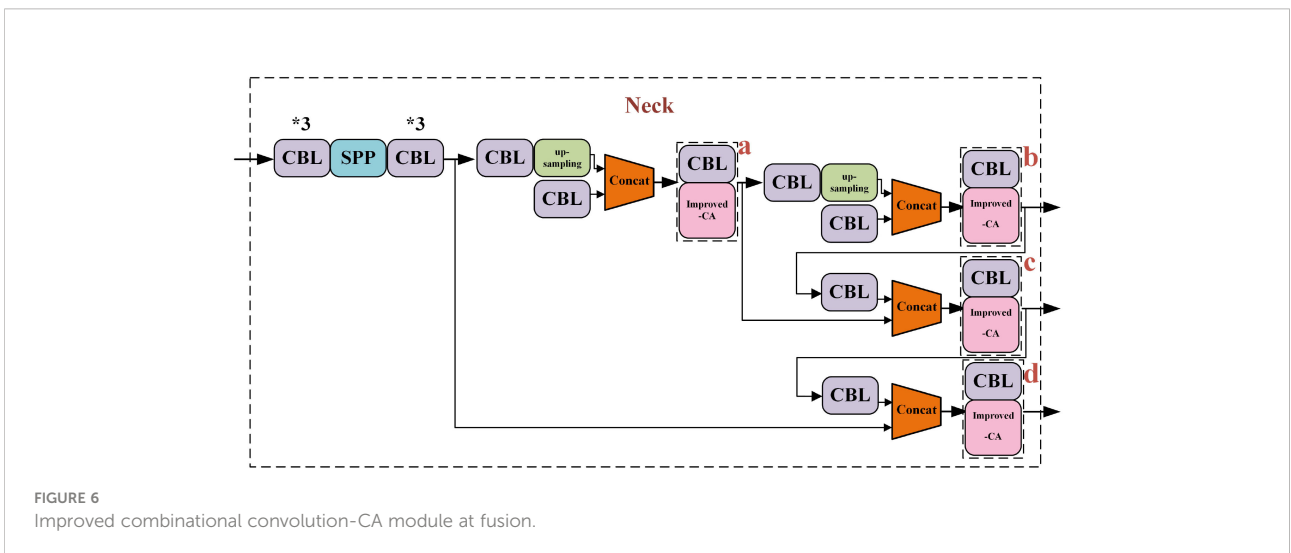 Neck
*3
*3
CBL
SPP
CBL
CBL
up-
sampling
CBL
Concat
a
CBL
Improved
-CA
CBL
up-
sampling
CBL
Concat
b
CBL
Improved
-CA
CBL
Concat
c
CBL
Improved
-CA
CBL
Concat
d
CBL
Improved
-CA
FIGURE 6
Improved combinational convolution-CA module at fusion.